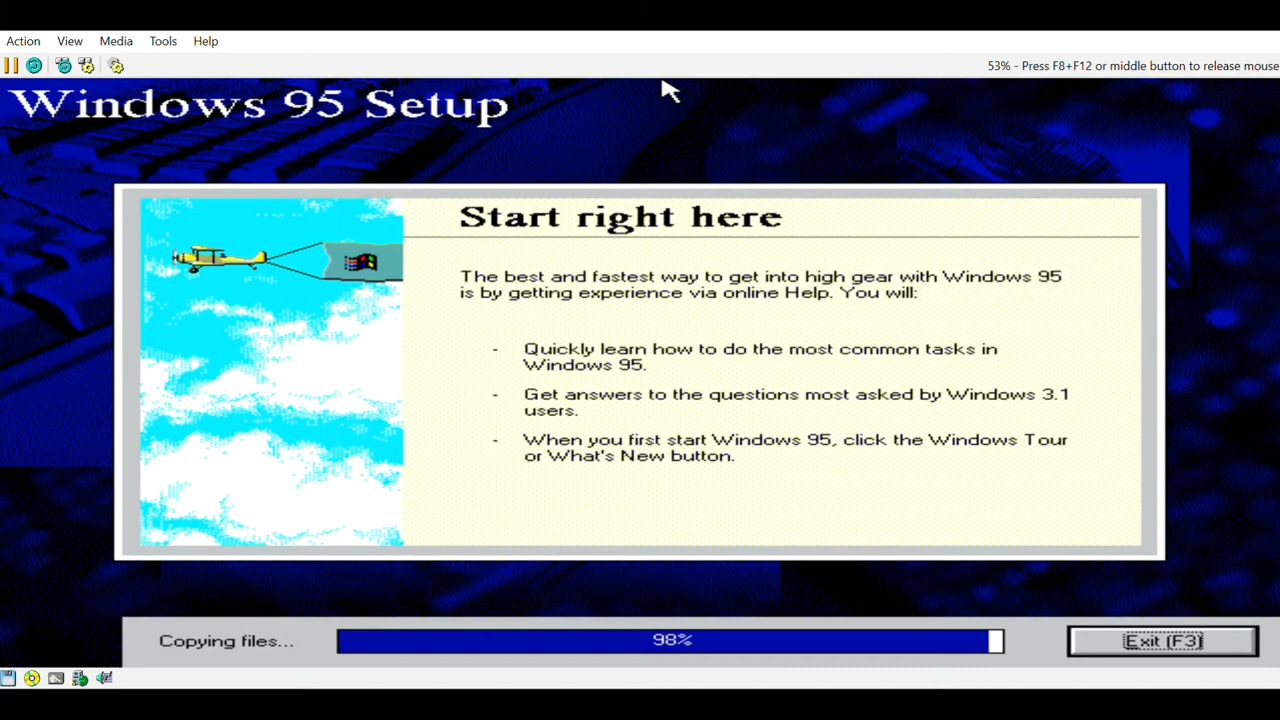 Action View Media Tools Help
53% - Press F8+F12 or middle button to release mouse
Windows 95 Setup
Start right here
The best and fastest way to get into high gear with Windows 95
is by getting experience via online Help. You will:
- Quickly learn how to do the most common tasks in
Windows 95.
- Get answers to the questions most asked by Windows 3.1
users.
- When you first start Windows 95, click the Windows Tour
or What's New button.
Copying files... 98% Exit (F3)